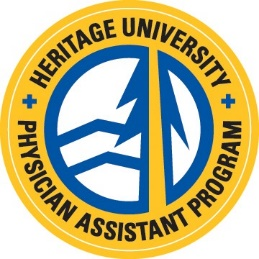 HERITAGE UNIVERSITY
PHYSICIAN ASSISTANT PROGRAM